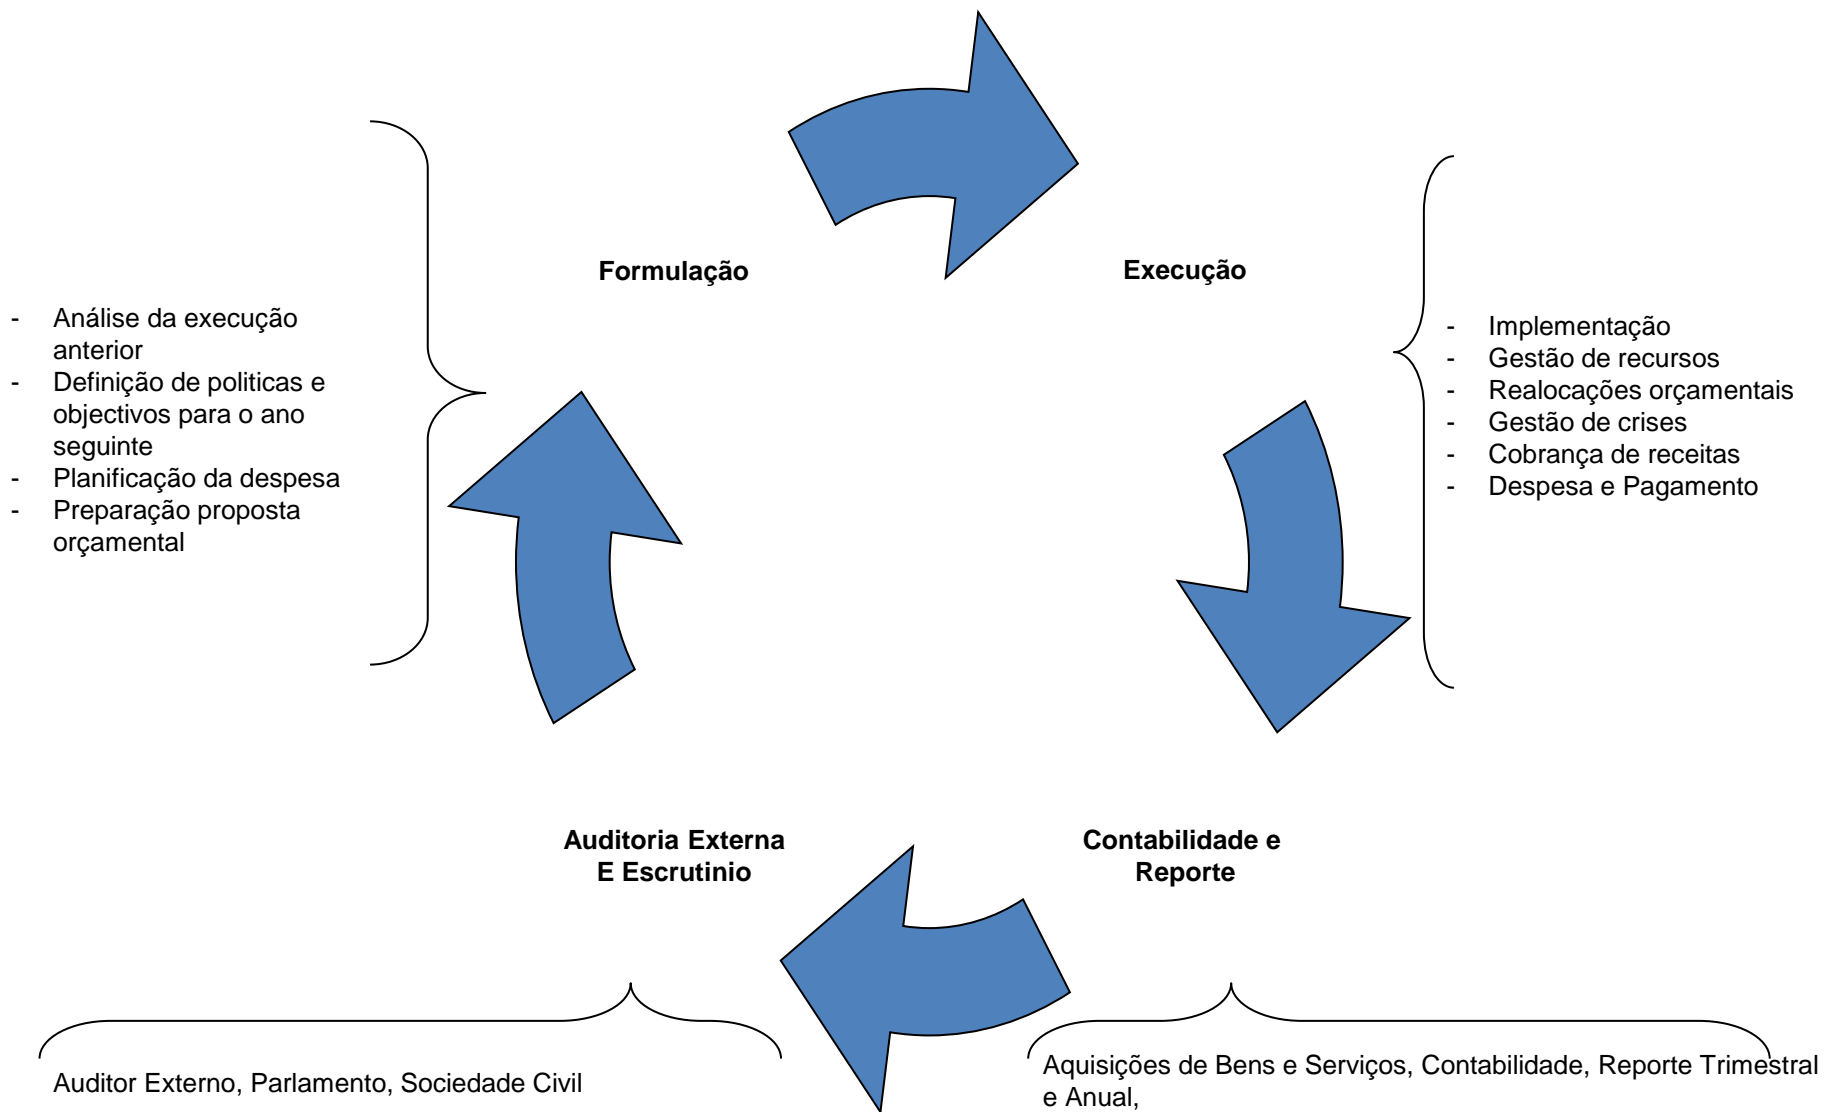 Formulação
Execução
- Análise da execução
anterior
- Definição de politicas e
objectivos para o ano
seguinte
- Planificação da despesa
- Preparação proposta
orçamental
- Implementação
- Gestão de recursos
- Realocações orçamentais
- Gestão de crises
- Cobrança de receitas
- Despesa e Pagamento
Auditoria Externa
E Escrutinio
Contabilidade e
Reporte
Auditor Externo, Parlamento, Sociedade Civil
Aquisições de Bens e Serviços, Contabilidade, Reporte Trimestral
e Anual,